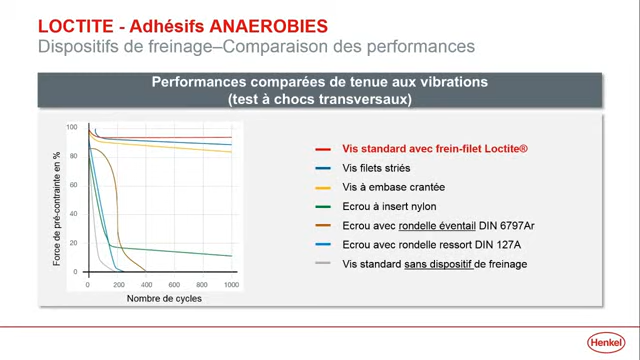 LOCTITE - Adhésifs ANAEROBIES
Dispositifs de freinage–Comparaison des performances
Performances comparées de tenue aux vibrations
(test à chocs transversaux)
Force de pré-contrainte en %
100
80
60
40
20
0
0
200
400
600
800
1000
Nombre de cycles
Vis standard avec frein-filet Loctite®
Vis filets striés
Vis à embase crantée
Ecrou à insert nylon
Ecrou avec rondelle éventail DIN 6797Ar
Ecrou avec rondelle ressort DIN 127A
Vis standard sans dispositif de freinage
Henkel